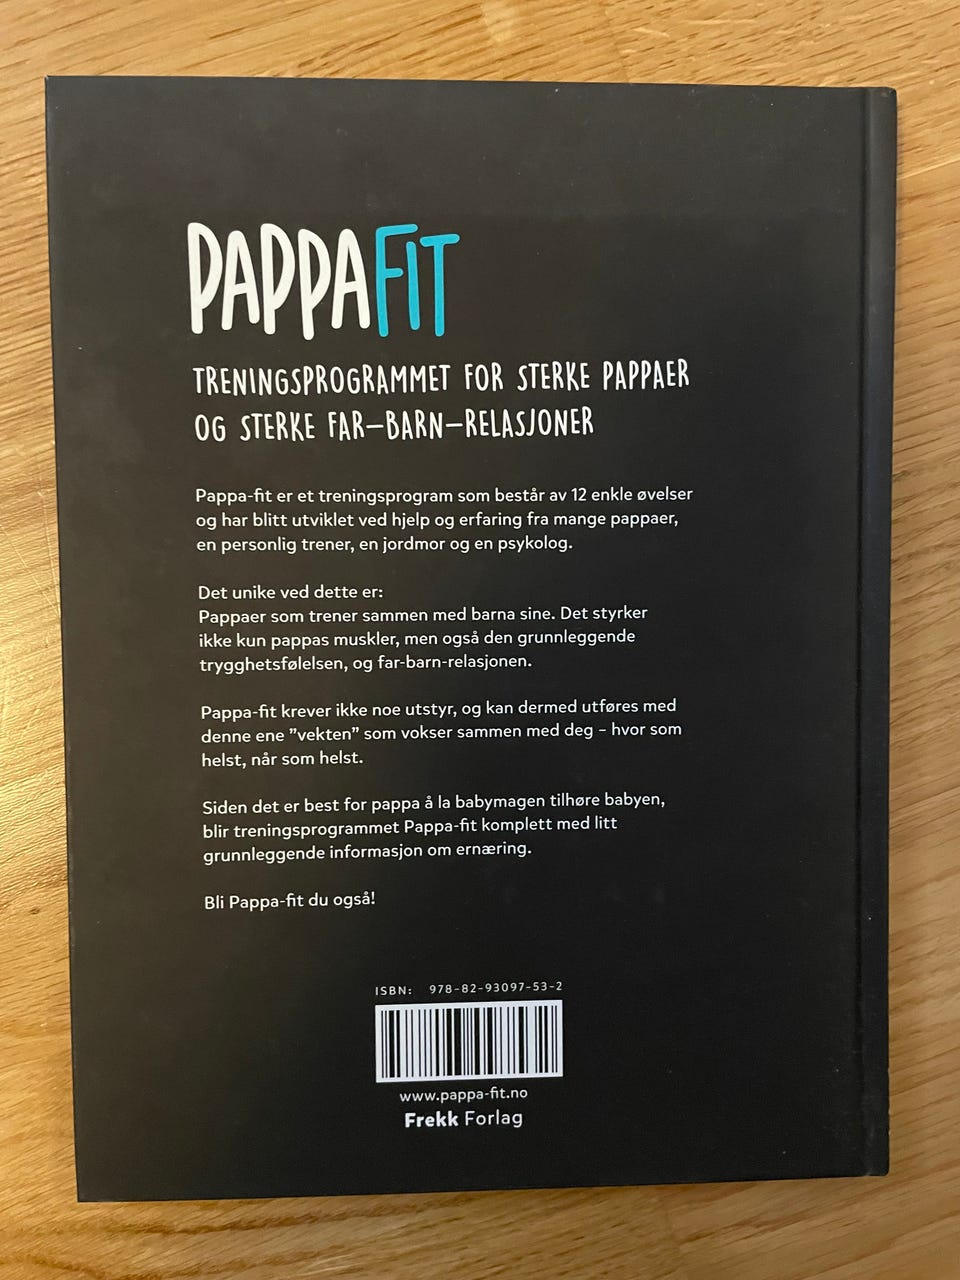 PAPPAFIT
TRENINGSPROGRAMMET FOR STERKE PAPPAER
OG STERKE FAR–BARN–RELASJONER
Pappa-fit er et treningsprogram som består av 12 enkle øvelser
og har blitt utviklet ved hjelp og erfaring fra mange pappaer,
en personlig trener, en jordmor og en psykolog.
Det unike ved dette er:
Pappaer som trener sammen med barna sine. Det styrker
ikke kun pappas muskler, men også den grunnleggende
trygghetsfølelsen, og far-barn-relasjonen.
Pappa-fit krever ikke noe utstyr, og kan dermed utføres med
denne ene ”vekten” som vokser sammen med deg – hvor som
helst, når som helst.
Siden det er best for pappa å la babymagen tilhøre babyen,
blir treningsprogrammet Pappa-fit komplett med litt
grunnleggende informasjon om ernæring.
Bli Pappa-fit du også!
ISBN: 978-82-93097-53-2
www.pappa-fit.no
Frekk Forlag